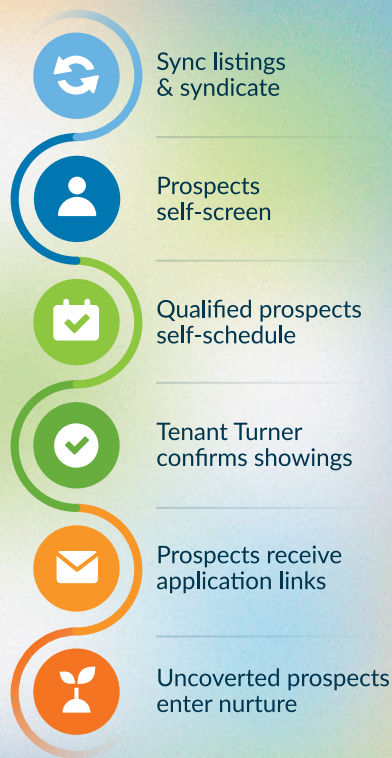 Sync listings
& syndicate
Prospects
self-screen
Qualified prospects
self-schedule
Tenant Turner
confirms showings
Prospects receive
application links
Uncoverted prospects
enter nurture